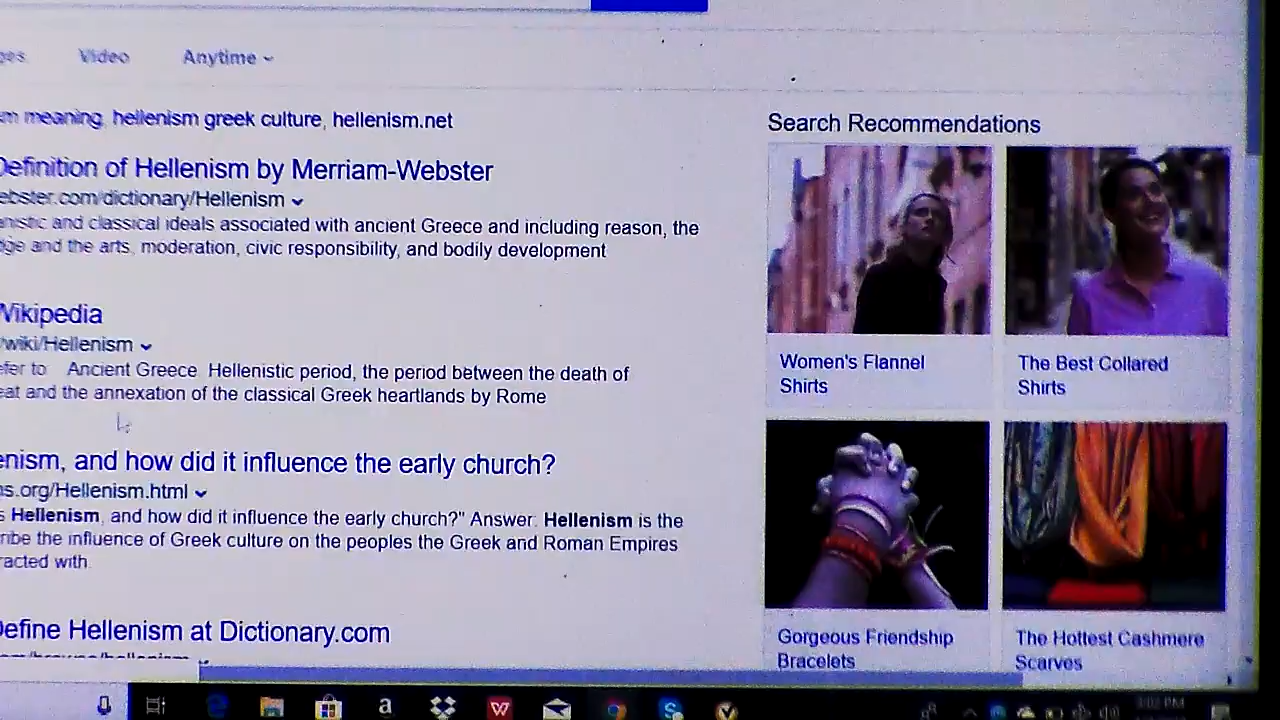 Video Anytime
meaning, hellenism greek culture, hellenism.net
Definition of Hellenism by Merriam-Webster
ebster.com/dictionary/Hellenism
and classical ideals associated with ancient Greece and including reason, the
and the arts, moderation, civic responsibility, and bodily development
Wikipedia
/wiki/Hellenism
efer to Ancient Greece Hellenistic period, the period between the death of
eat and the annexation of the classical Greek heartlands by Rome
enism, and how did it influence the early church?
ns.org/Hellenism.html
s Hellenism, and how did it influence the early church?" Answer: Hellenism is the
ribe the influence of Greek culture on the peoples the Greek and Roman Empires
racted with
Define Hellenism at Dictionary.com
Search Recommendations
Women's Flannel
Shirts
The Best Collared
Shirts
Gorgeous Friendship
Bracelets
The Hottest Cashmere
Scarves